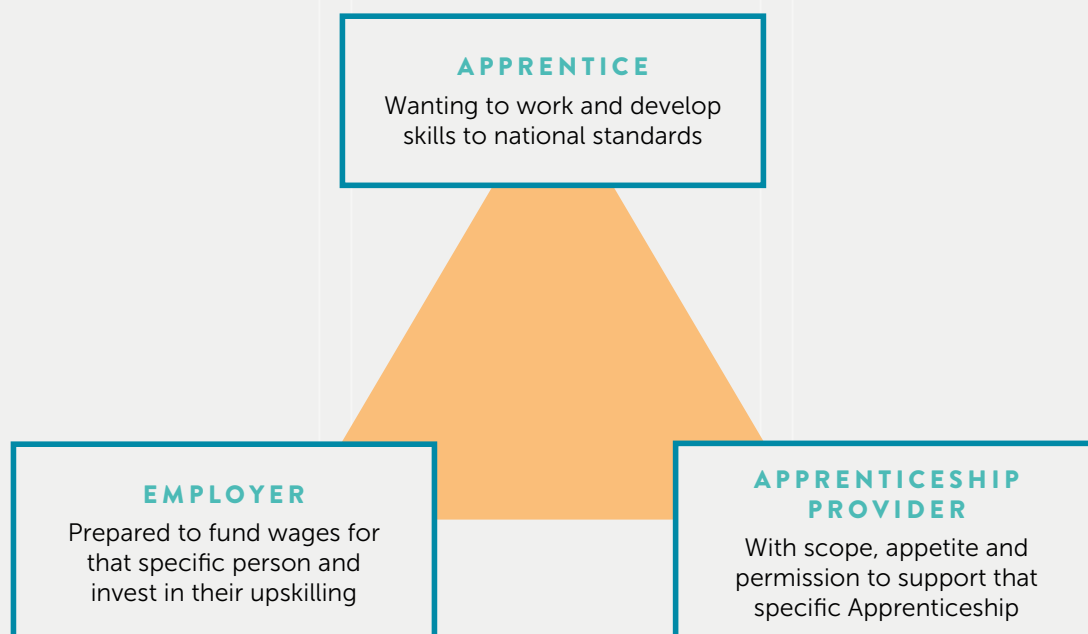 APPRENTICE
Wanting to work and develop
skills to national standards
EMPLOYER
Prepared to fund wages for
that specific person and
invest in their upskilling
APPRENTICESHIP
PROVIDER
With scope, appetite and
permission to support that
specific Apprenticeship